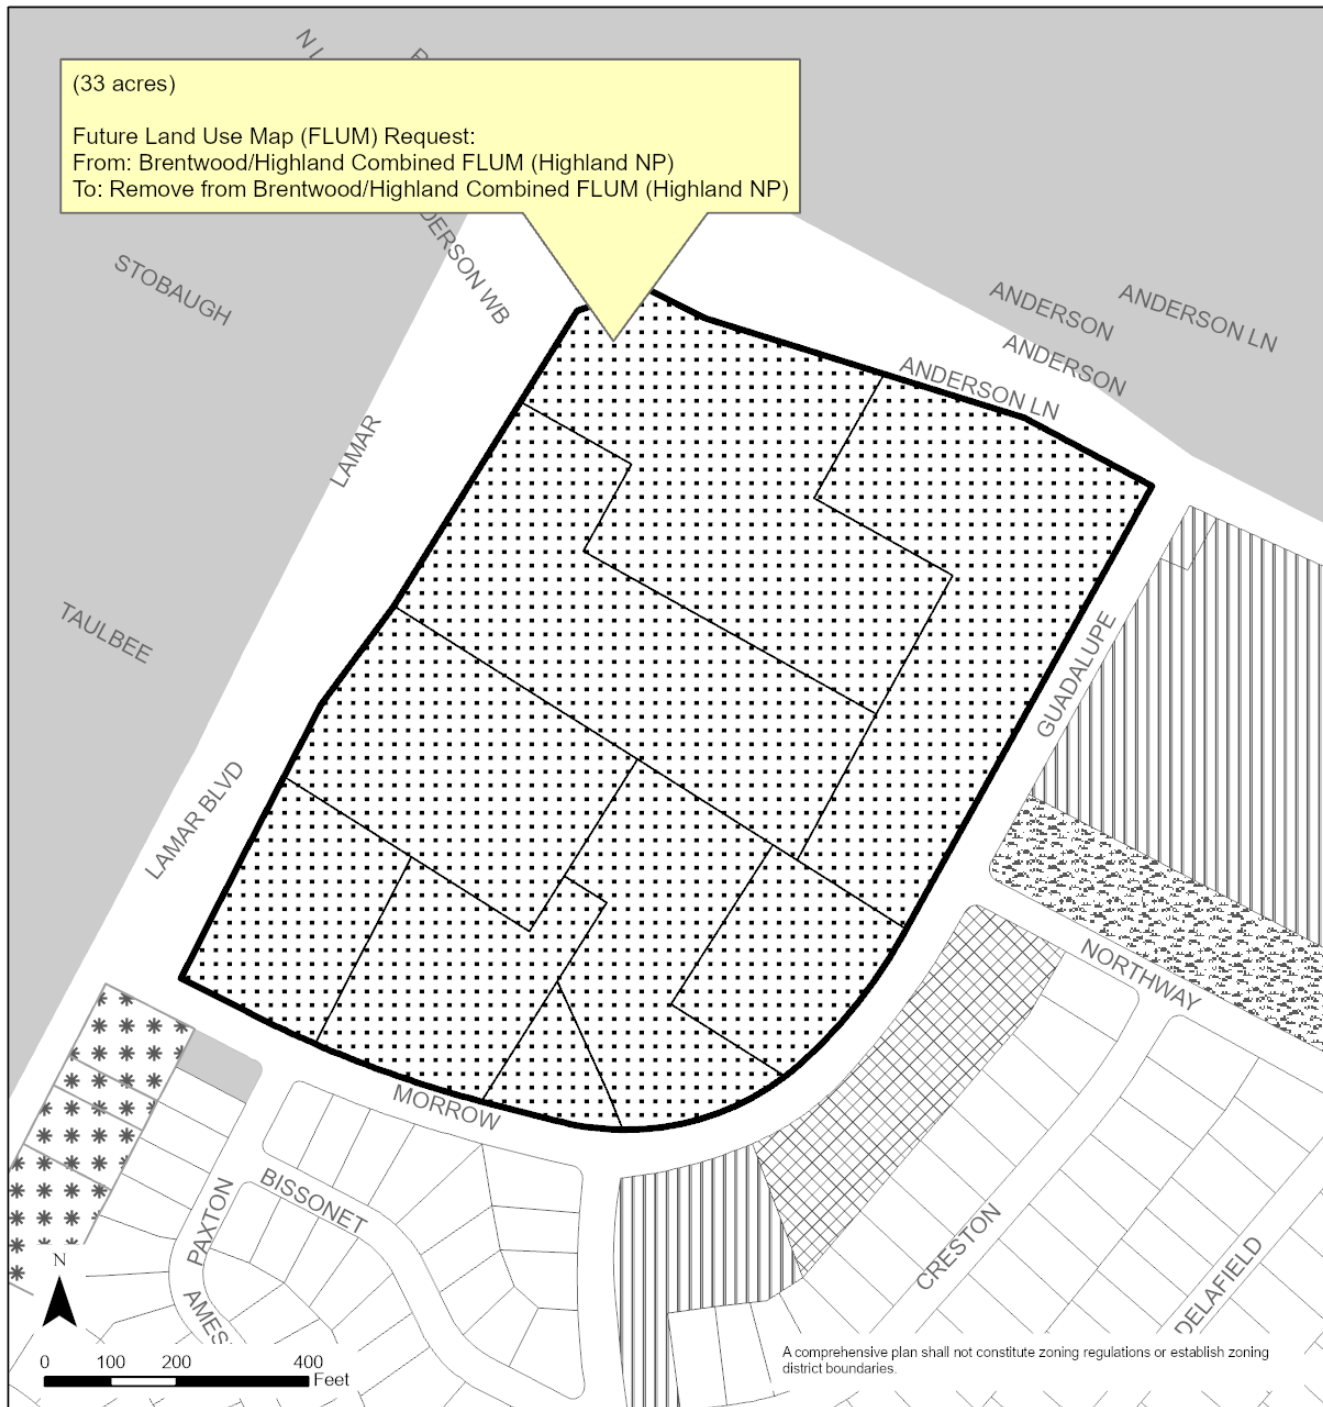 (33 acres)
Future Land Use Map (FLUM) Request:
From: Brentwood/Highland Combined FLUM (Highland NP)
To: Remove from Brentwood/Highland Combined FLUM (Highland NP)
STOBAUGH
ANDERSON
ANDERSON LN
ANDERSON
ANDERSON LN
LAMAR
TAULBEE
GUADALUPE
LAMAR BLVD
NORTHWAY
MORROW
BISSONET
PAXTON
CRESTON
DELAFIELD
N
0 100 200 400
Feet
A comprehensive plan shall not constitute zoning regulations or establish zoning
district boundaries.